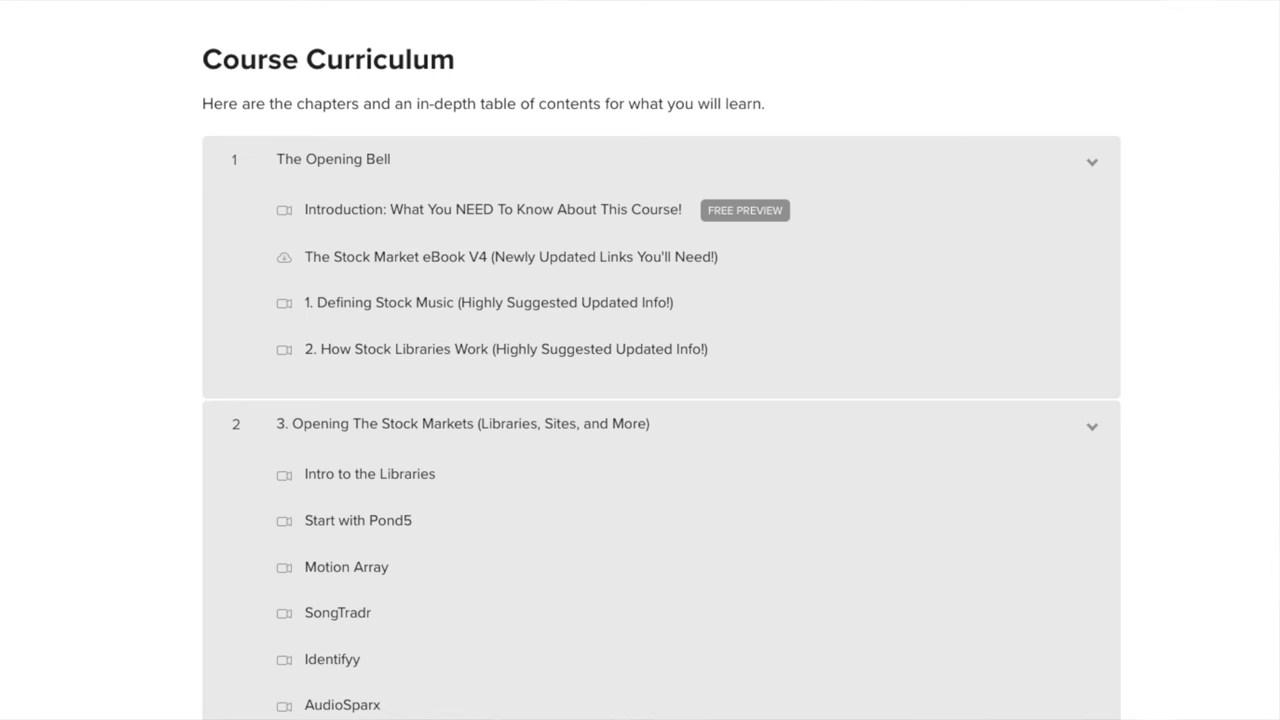 Course Curriculum
Here are the chapters and an in-depth table of contents for what you will learn.
1 The Opening Bell
Introduction: What You NEED To Know About This Course! FREE PREVIEW
The Stock Market eBook V4 (Newly Updated Links You'll Need!)
1. Defining Stock Music (Highly Suggested Updated Info!)
2. How Stock Libraries Work (Highly Suggested Updated Info!)
2 3. Opening The Stock Markets (Libraries, Sites, and More)
Intro to the Libraries
Start with Pond5
Motion Array
SongTradr
Identifyy
AudioSparx